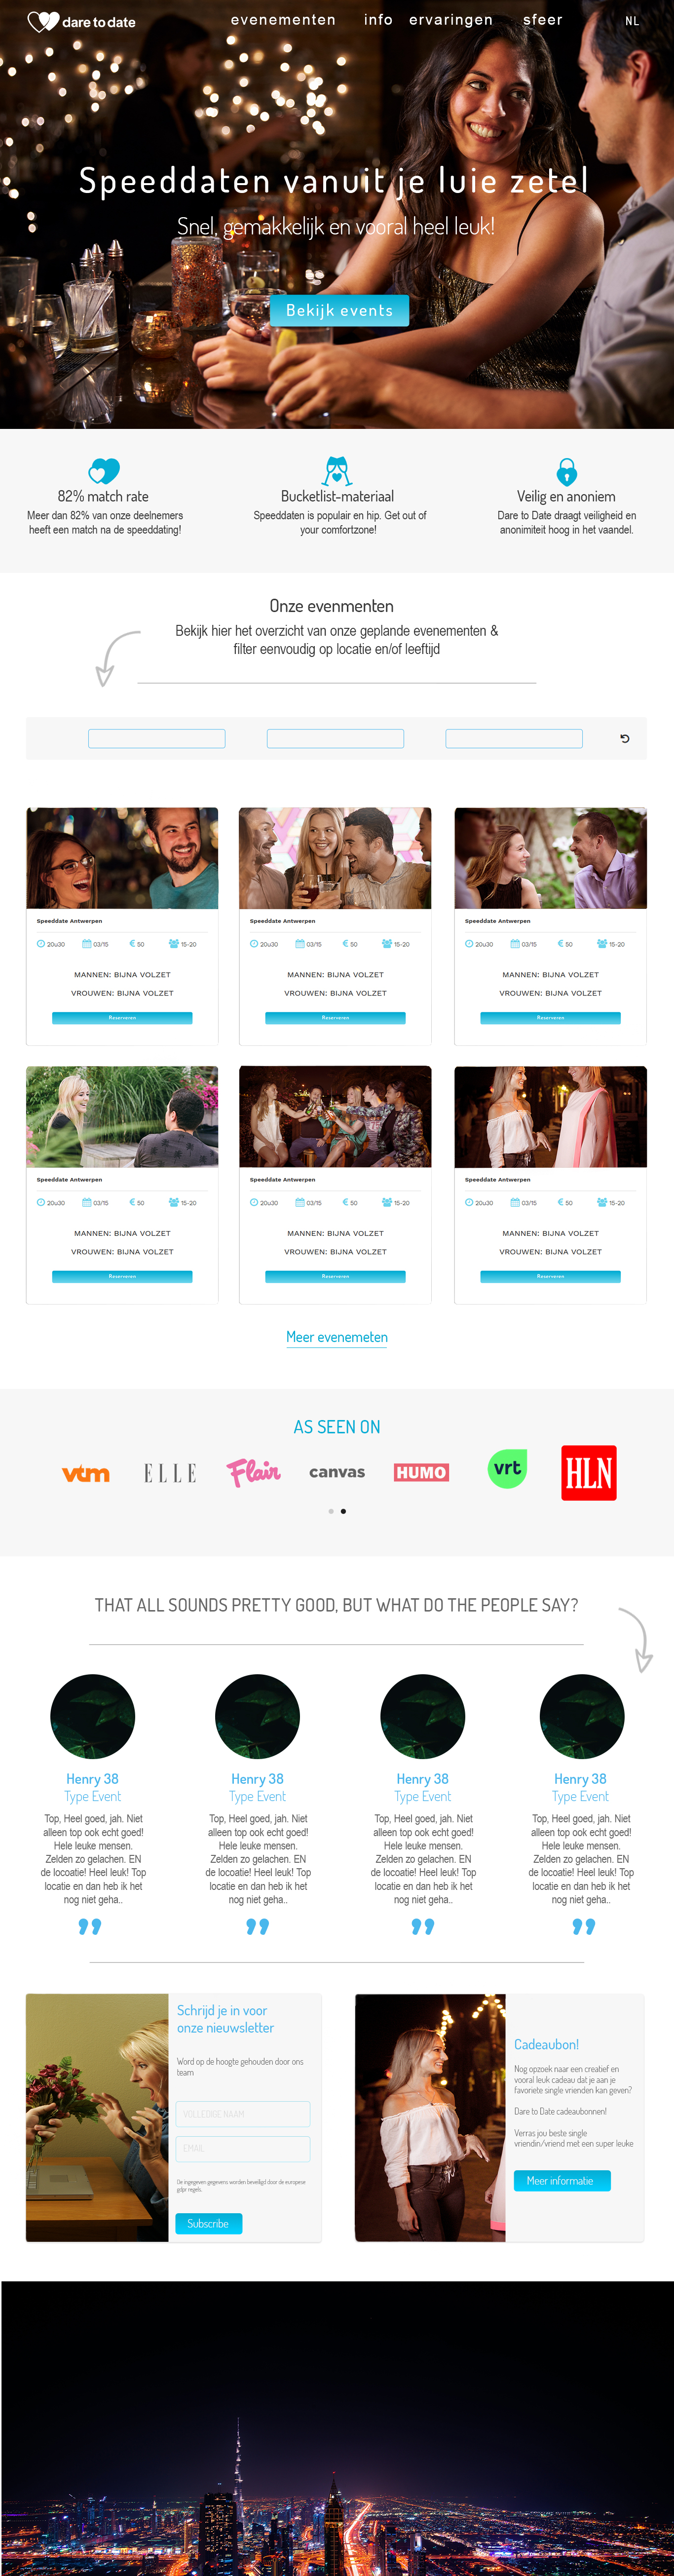 dare to date
evenementen info ervaringen sfeer NL
Speeddaten vanuit je luie zetel
Snel, gemakkelijk en vooral heel leuk!
Bekijk events
82% match rate
Meer dan 82% van onze deelnemers
heeft een match na de speeddating!
Bucketlist-materiaal
Speeddaten is populair en hip. Get out of
your comfortzone!
Veilig en anoniem
Dare to Date draagt veiligheid en
anonimiteit hoog in het vaandel.
Onze evenmenten
Bekijk hier het overzicht van onze geplande evenementen &
filter eenvoudig op locatie en/of leeftijd
Speeddate Antwerpen
20u30 03/15 50 15-20
MANNEN: BIJNA VOLZET
VROUWEN: BIJNA VOLZET
Reserveren
Speeddate Antwerpen
20u30 03/15 € 50 15-20
MANNEN: BIJNA VOLZET
VROUWEN: BIJNA VOLZET
Reserveren
Speeddate Antwerpen
20u30 03/15 € 50 15-20
MANNEN: BIJNA VOLZET
VROUWEN: BIJNA VOLZET
Reserveren
Speeddate Antwerpen
20u30 03/15 € 50 15-20
MANNEN: BIJNA VOLZET
VROUWEN: BIJNA VOLZET
Reserveren
Speeddate Antwerpen
20u30 03/15 € 50 15-20
MANNEN: BIJNA VOLZET
VROUWEN: BIJNA VOLZET
Reserveren
Speeddate Antwerpen
20u30 03/15 € 50 15-20
MANNEN: BIJNA VOLZET
VROUWEN: BIJNA VOLZET
Reserveren
Meer evenemeten
AS SEEN ON
vtm ELLE Flair canvas HUMO vrt HLN
THAT ALL SOUNDS PRETTY GOOD, BUT WHAT DO THE PEOPLE SAY?
Henry 38
Type Event
Top, Heel goed, jah. Niet
alleen top ook echt goed!
Hele leuke mensen.
Zelden zo gelachen. EN
de locoatie! Heel leuk! Top
locatie en dan heb ik het
nog niet geha..
Henry 38
Type Event
Top, Heel goed, jah. Niet
alleen top ook echt goed!
Hele leuke mensen.
Zelden zo gelachen. EN
de locoatie! Heel leuk! Top
locatie en dan heb ik het
nog niet geha..
Henry 38
Type Event
Top, Heel goed, jah. Niet
alleen top ook echt goed!
Hele leuke mensen.
Zelden zo gelachen. EN
de locoatie! Heel leuk! Top
locatie en dan heb ik het
nog niet geha..
Henry 38
Type Event
Top, Heel goed, jah. Niet
alleen top ook echt goed!
Hele leuke mensen.
Zelden zo gelachen. EN
de locoatie! Heel leuk! Top
locatie en dan heb ik het
nog niet geha..
Schrijd je in voor
onze nieuwsletter
Word op de hoogte gehouden door ons
team
VOLLEDIGE NAAM
EMAIL
De ingegeven gegevens worden beveiligd door de europese
gdpr regels.
Subscribe
Cadeaubon!
Nog opzoek naar een creatief en
vooral leuk cadeau dat je aan je
favoriete single vrienden kan geven?
Dare to Date cadeaubonnen!
Verras jou beste single
vriendin/vriend met een super leuke
Meer informatie